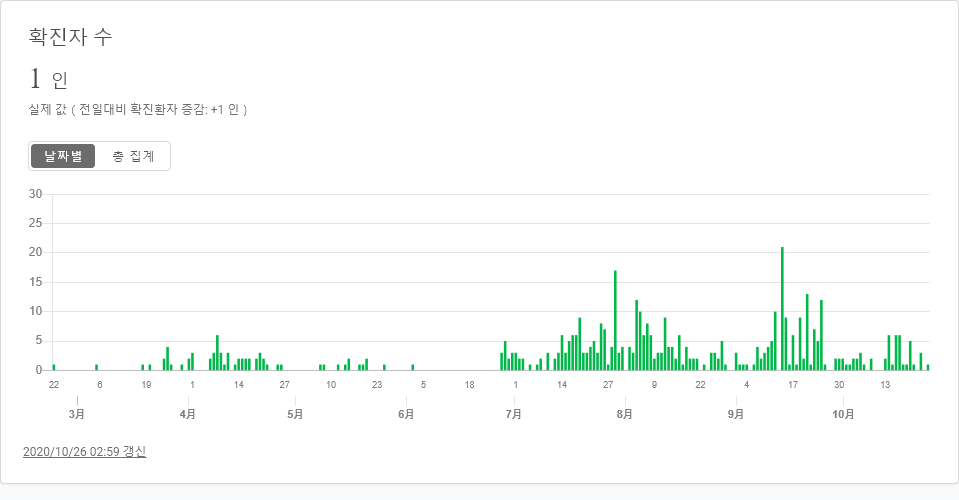 확진자 수
1 인
실제 값 ( 전일대비 확진환자 증감: +1 인 )
날짜별 총 집계
30
25
20
15
10
5
0
22 6 19 1 14 27 10 23 5 18 1 14 27 9 22 4 17 30 13
3月 4月 5月 6月 7月 8月 9月 10月
2020/10/26 02:59 갱신